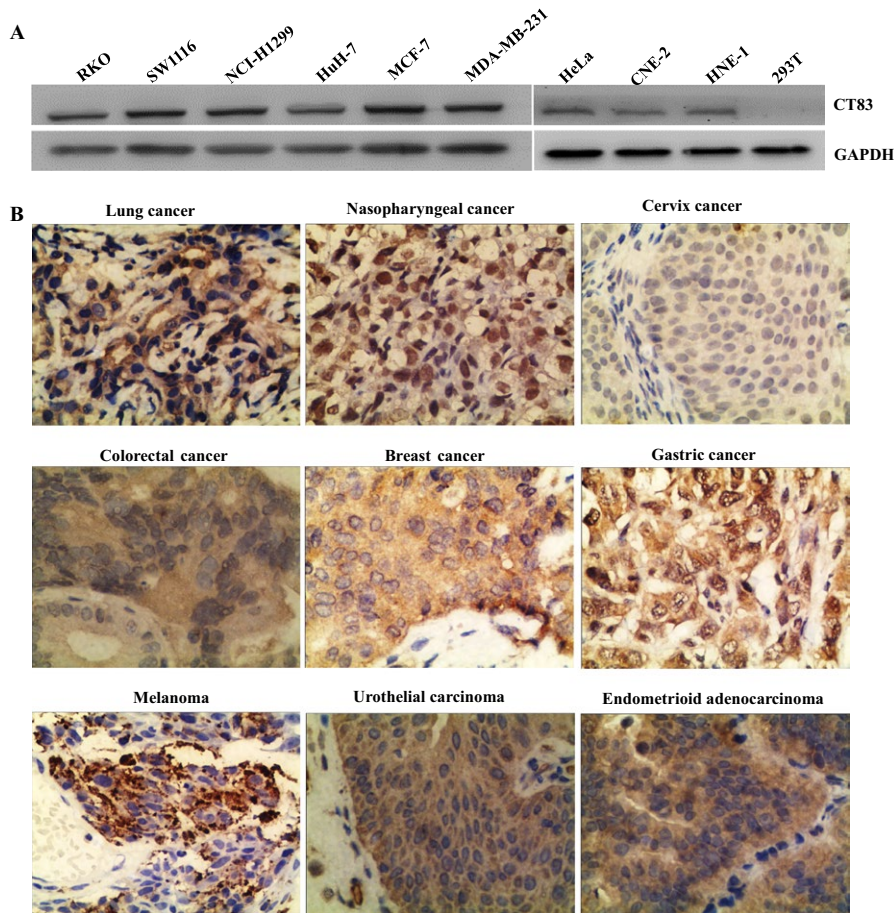 A
RKO SW1116 NCI-H1299 HuH-7 MCF-7 MDA-MB-231 HeLa CNE-2 HNE-1 293T
CT83
GAPDH
B
Lung cancer Nasopharyngeal cancer Cervix cancer
Colorectal cancer Breast cancer Gastric cancer
Melanoma Urothelial carcinoma Endometrioid adenocarcinoma